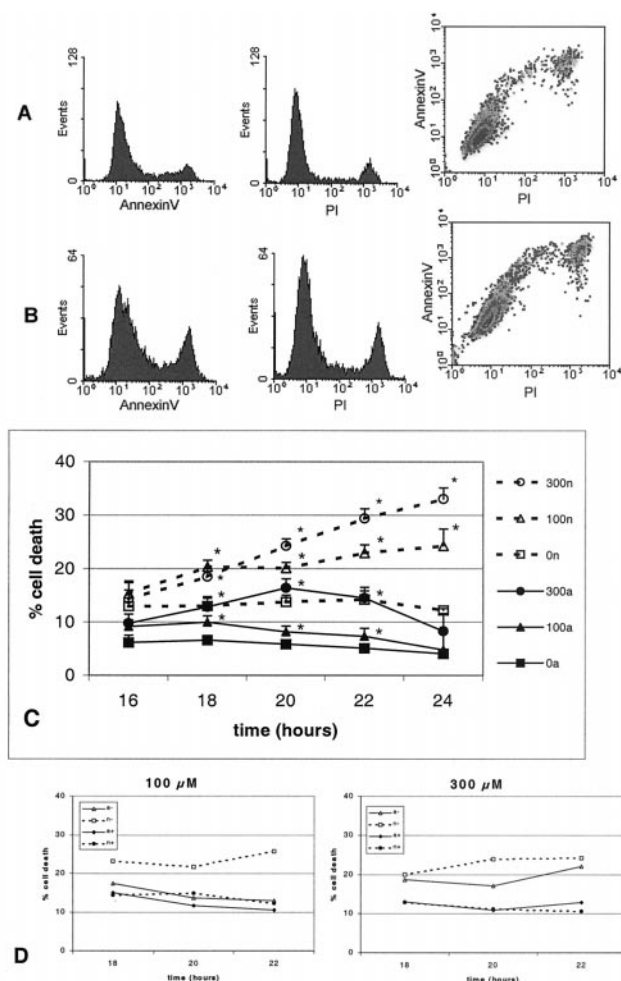 A
128
Events
0
10⁰ 10¹ 10² 10³ 10⁴
AnnexinV
128
Events
0
10⁰ 10¹ 10² 10³ 10⁴
PI
AnnexinV
10⁰ 10¹ 10² 10³ 10⁴
10⁰ 10¹ 10² 10³ 10⁴
PI
B
64
Events
0
10⁰ 10¹ 10² 10³ 10⁴
AnnexinV
64
Events
0
10⁰ 10¹ 10² 10³ 10⁴
PI
AnnexinV
10⁰ 10¹ 10² 10³ 10⁴
10⁰ 10¹ 10² 10³ 10⁴
PI
C
% cell death
40
30
20
10
0
* * * *
* * * *
* * *
* * *
16 18 20 22 24
time (hours)
300n
100n
0n
300a
100a
0a
D
100 μM
% cell death
40
30
20
10
0
a-
n-
a+
n+
18 20 22
time (hours)
300 μM
% cell death
40
30
20
10
0
a-
n-
a+
n+
18 20 22
time (hours)